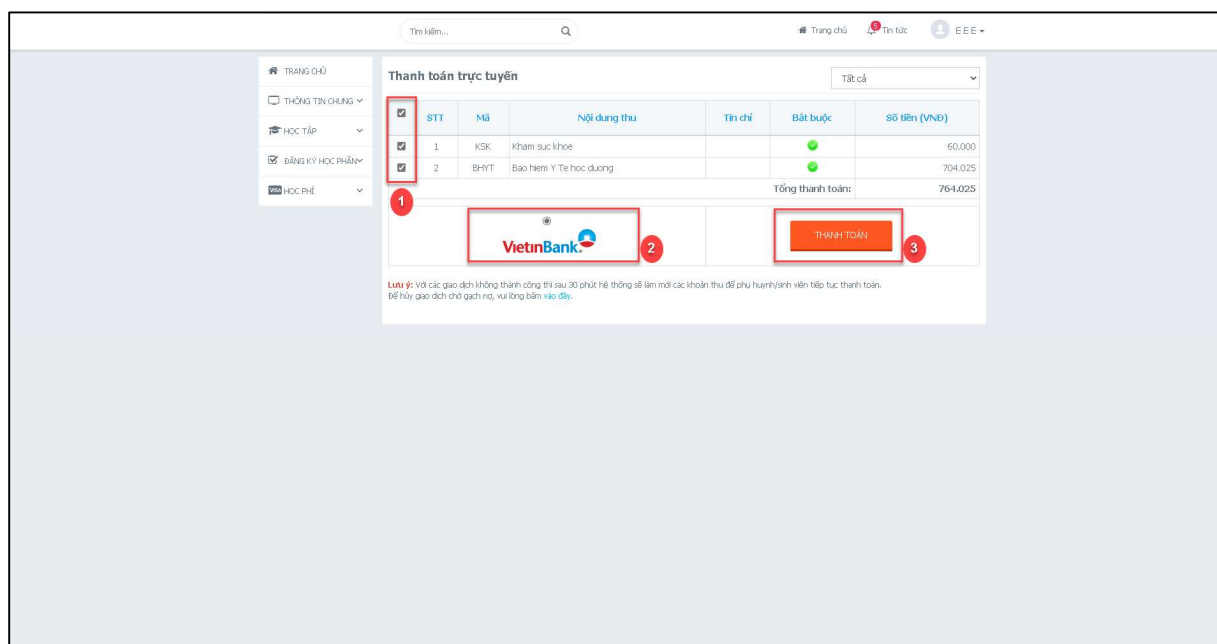 Tìm kiếm...
Trang chủ
5
Tin tức
E E E
TRANG CHỦ
THÔNG TIN CHUNG
HỌC TẬP
ĐĂNG KÝ HỌC PHẦN
VISA HỌC PHÍ
Thanh toán trực tuyến
Tất cả
STT Mã Nội dung thu Tín chỉ Bắt buộc Số tiền (VNĐ)
1 KSK Kham suc khoe 60.000
2 BHYT Bao hiem Y Te hoc duong 704.025
Tổng thanh toán: 764.025
1
VietinBank
2
THANH TOÁN
3
Lưu ý: Với các giao dịch không thành công thì sau 30 phút hệ thống sẽ làm mới các khoản thu để phụ huynh/sinh viên tiếp tục thanh toán.
Để hủy giao dịch chờ gạch nợ, vui lòng bấm vào đây.